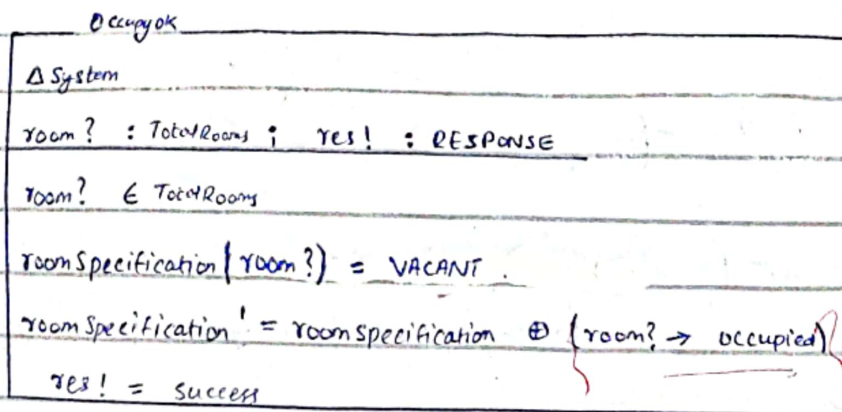 Occupyok
Δ System
room? : TotalRooms ; res! : RESPONSE
room? ∈ TotalRooms
roomSpecification(room?) = VACANT.
roomSpecification' = roomSpecification ⊕ {room? → occupied}
res! = success